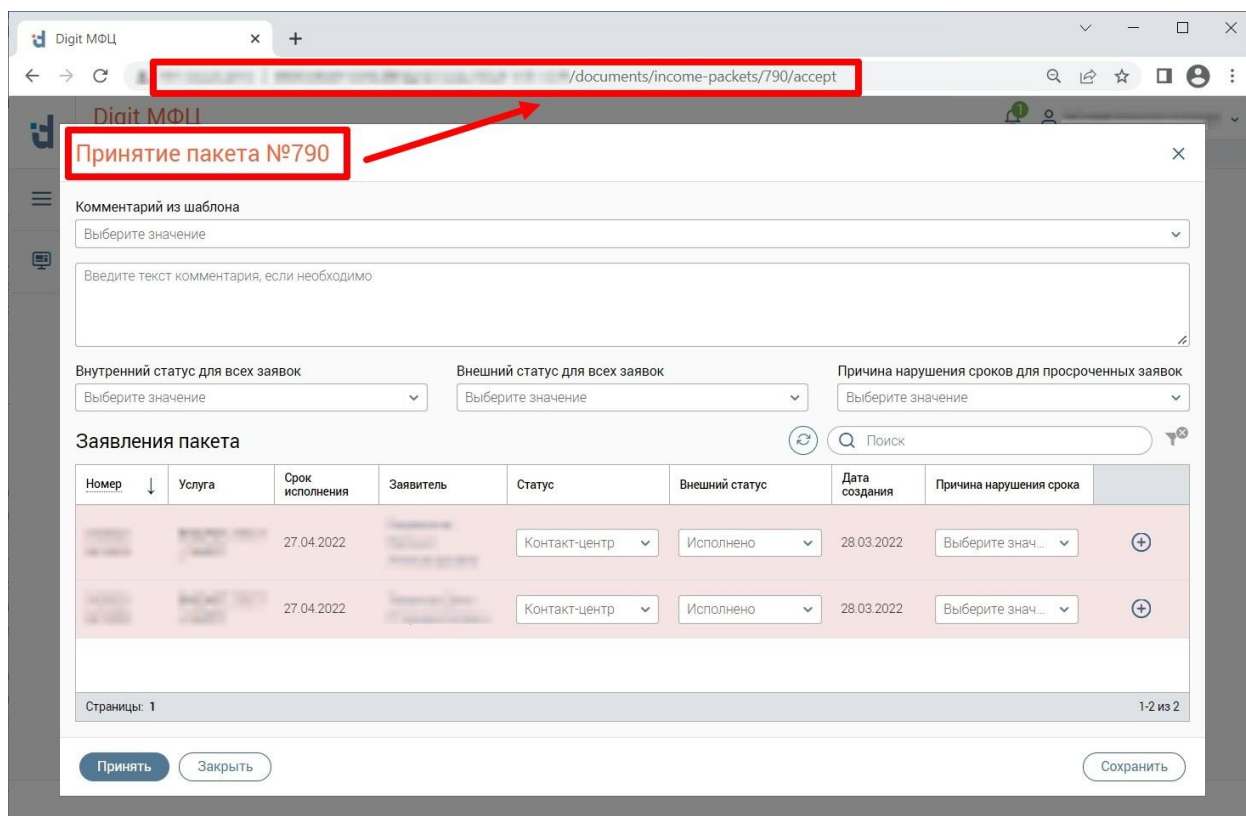 Digit МФЦ
/documents/income-packets/790/accept
Digit МФЦ
1
Принятие пакета №790
Комментарий из шаблона
Выберите значение
Введите текст комментария, если необходимо
Внутренний статус для всех заявок
Внешний статус для всех заявок
Причина нарушения сроков для просроченных заявок
Выберите значение
Выберите значение
Выберите значение
Заявления пакета
Поиск
Номер
Услуга
Срок исполнения
Заявитель
Статус
Внешний статус
Дата создания
Причина нарушения срока
27.04.2022 Контакт-центр Исполнено 28.03.2022 Выберите знач...
27.04.2022 Контакт-центр Исполнено 28.03.2022 Выберите знач...
Страницы: 1
1-2 из 2
Принять
Закрыть
Сохранить